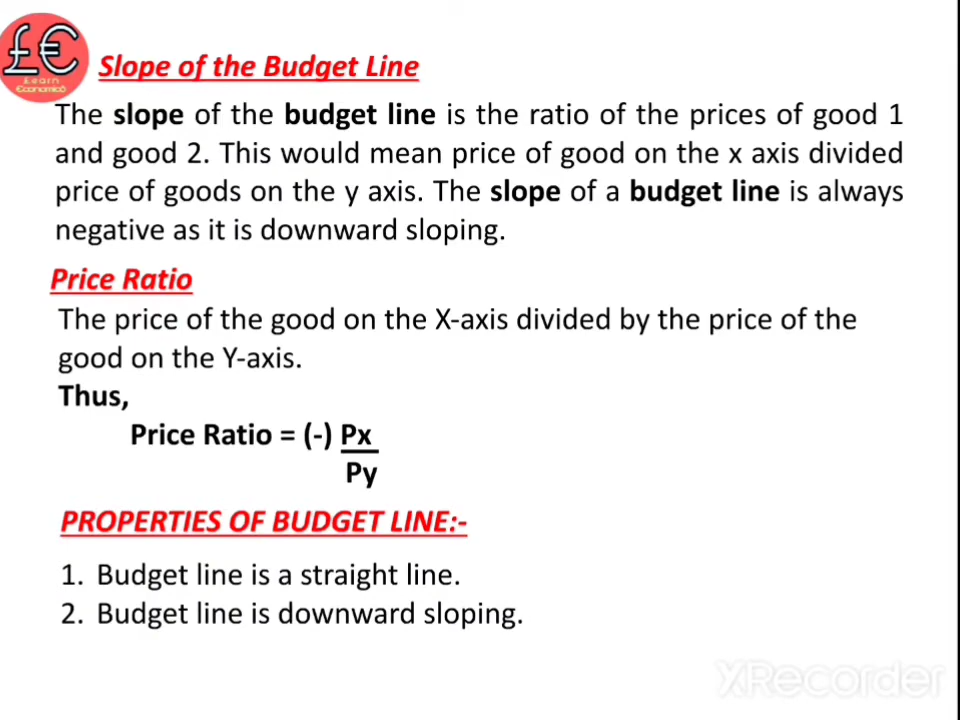 £€
Learn
Economics
Slope of the Budget Line
The slope of the budget line is the ratio of the prices of good 1
and good 2. This would mean price of good on the x axis divided
price of goods on the y axis. The slope of a budget line is always
negative as it is downward sloping.
Price Ratio
The price of the good on the X-axis divided by the price of the
good on the Y-axis.
Thus,
Price Ratio = (-) Px
Py
PROPERTIES OF BUDGET LINE:-
1. Budget line is a straight line.
2. Budget line is downward sloping.
XRecorder